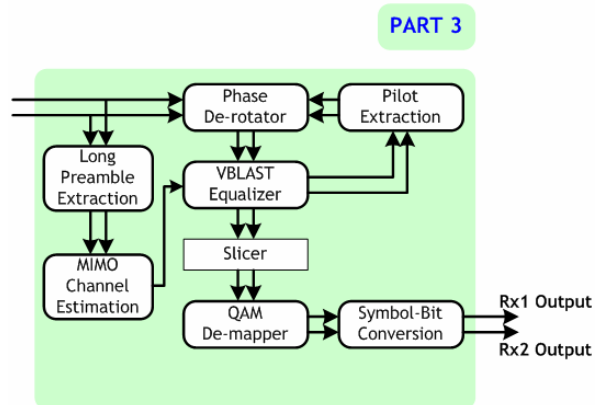 PART 3
Phase
De-rotator
Pilot
Extraction
Long
Preamble
Extraction
VBLAST
Equalizer
MIMO
Channel
Estimation
Slicer
QAM
De-mapper
Symbol-Bit
Conversion
Rx1 Output
Rx2 Output